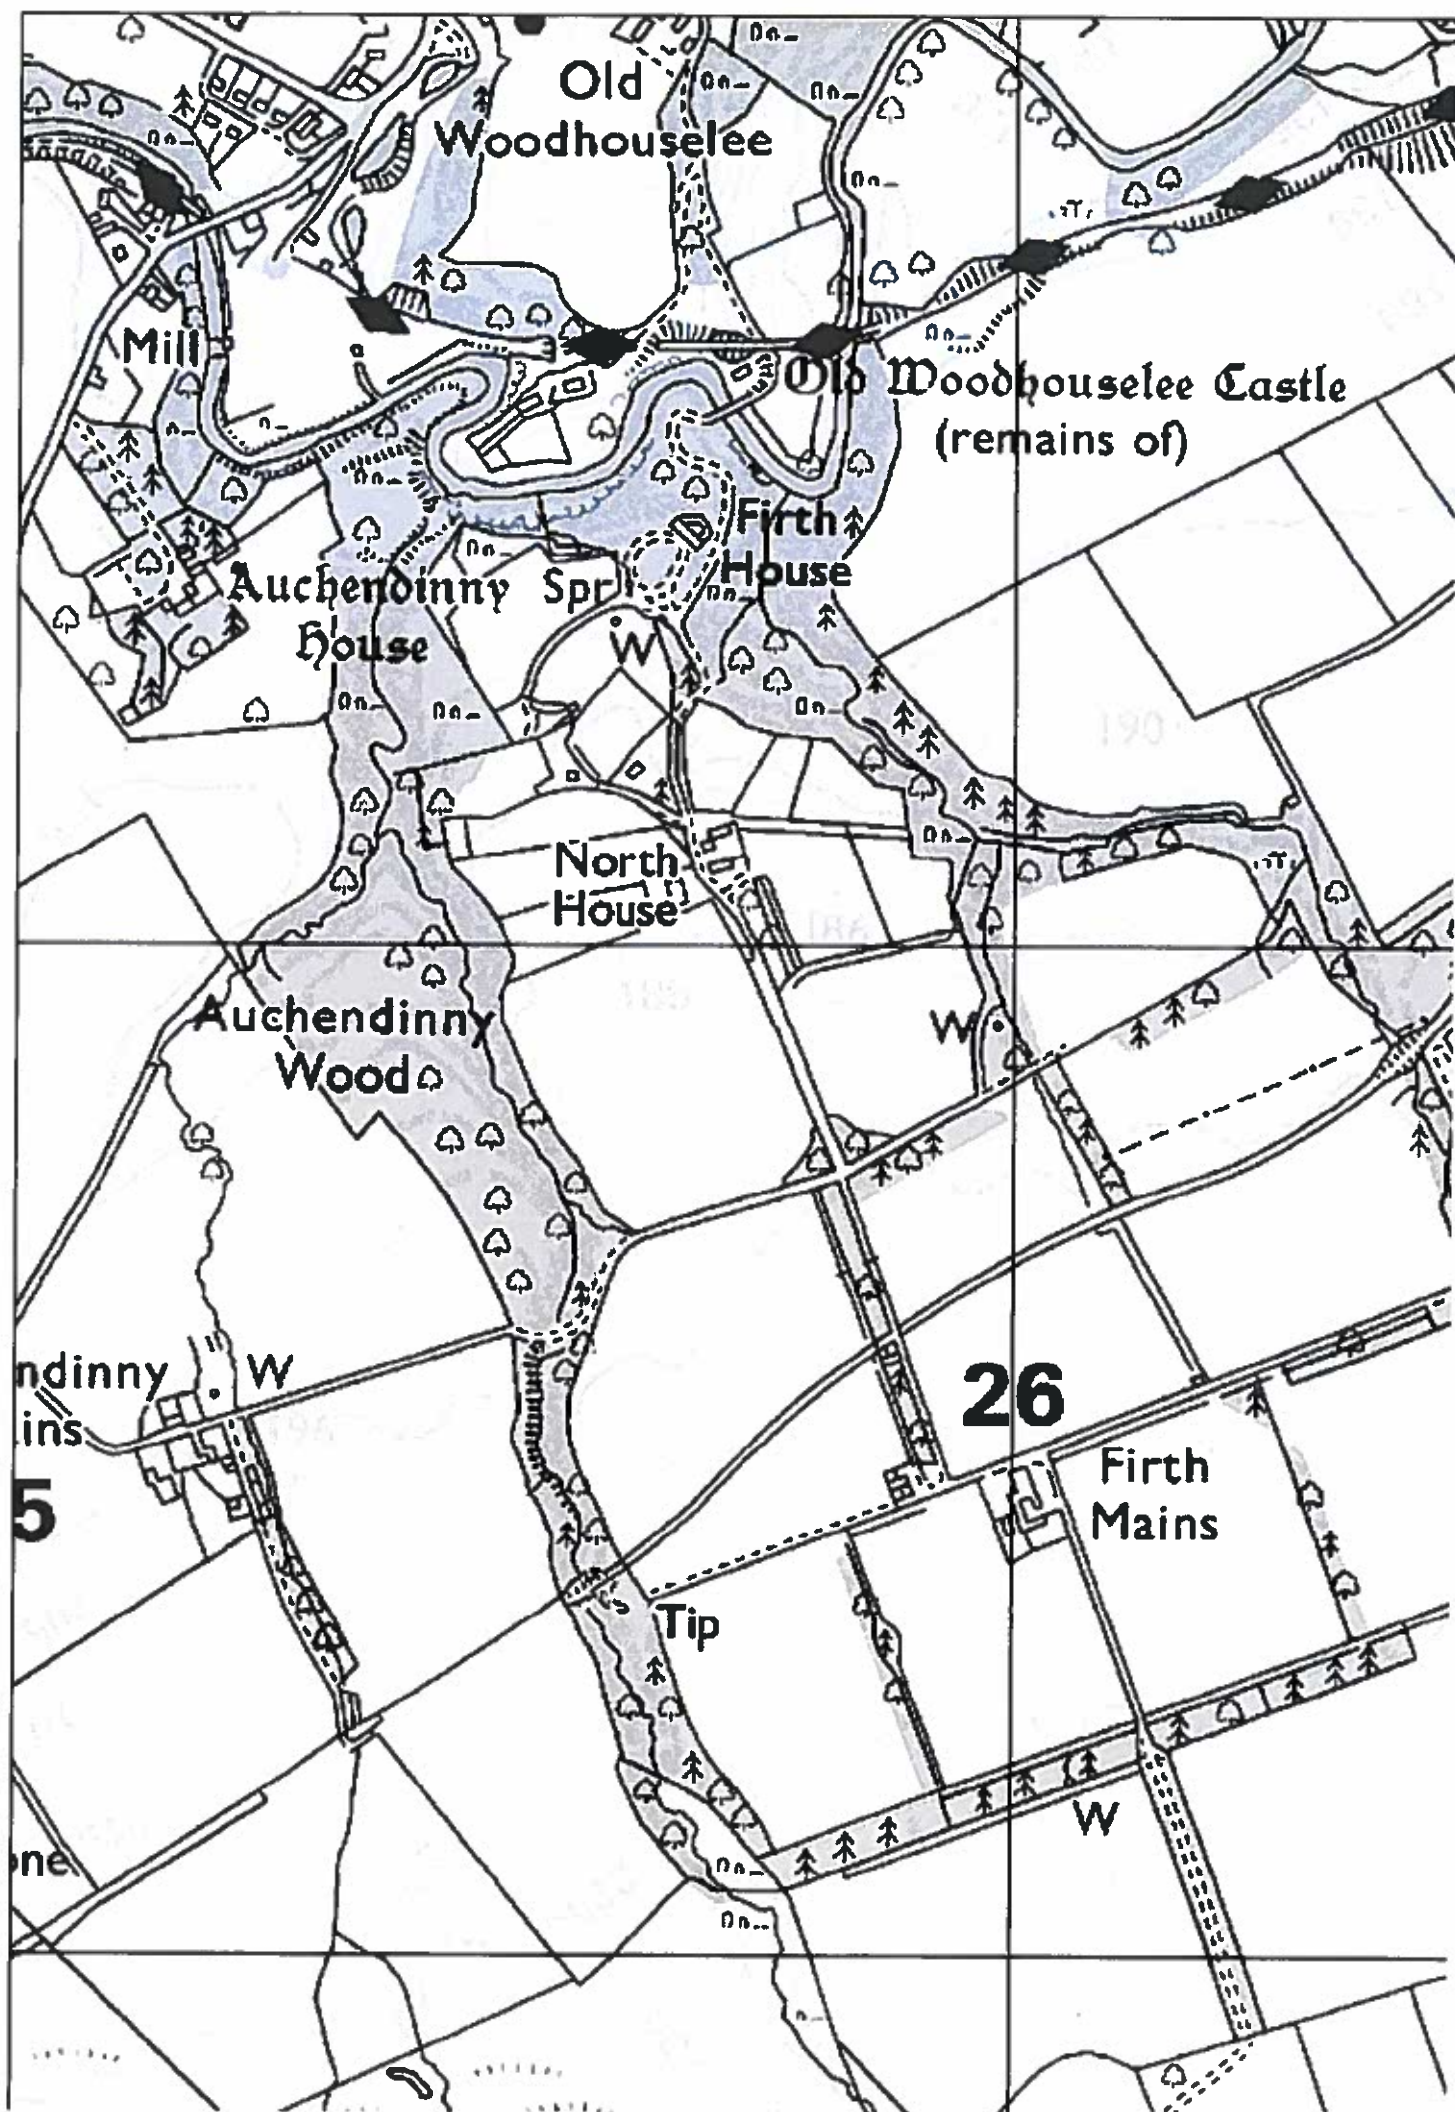 Old
Woodhouselee
Mill
Old Woodhouselee Castle
(remains of)
Firth
House
Auchendinny
House
Spr
W
North
House
Auchendinny
Wood
W
ndinny
ins
W
26
5
Firth
Mains
Tip
W
ne